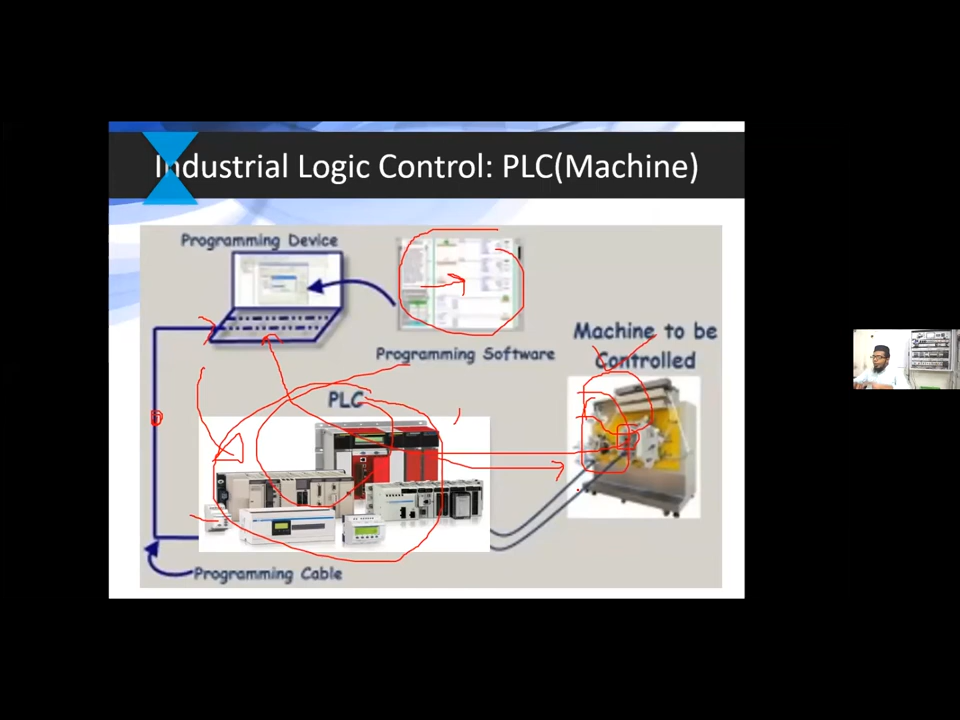 Industrial Logic Control: PLC(Machine)
Programming Device
Programming Software
Machine to be
Controlled
PLC
Programming Cable